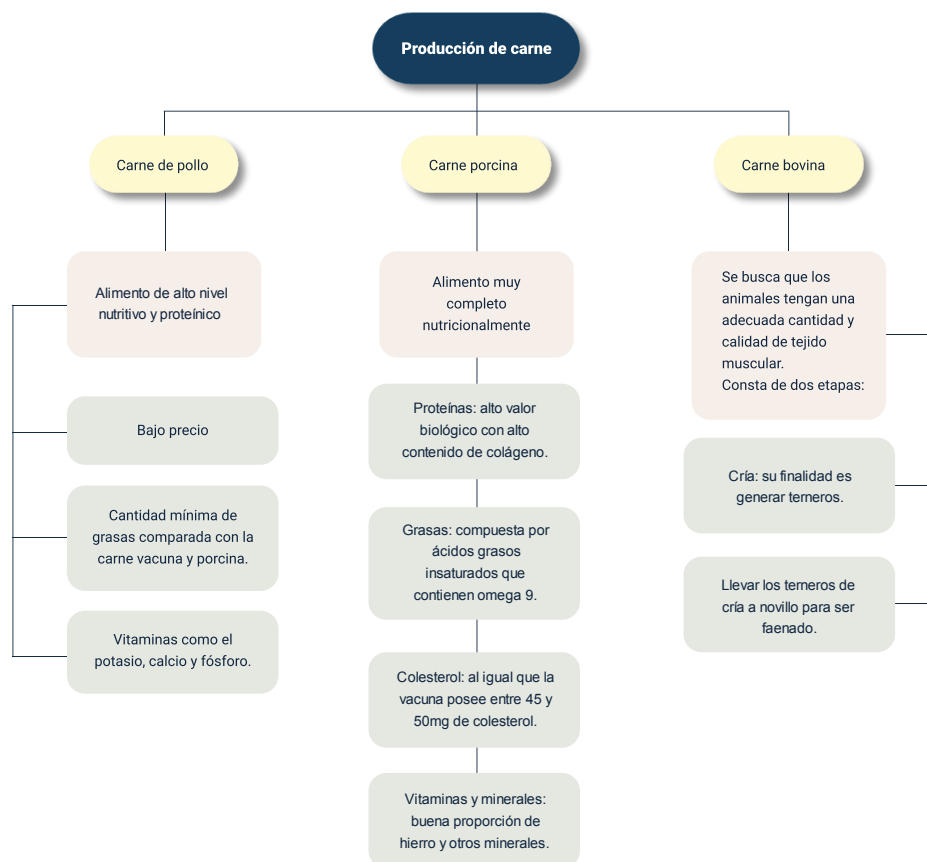 Producción de carne
Carne de pollo
Alimento de alto nivel
nutritivo y proteínico
Bajo precio
Cantidad mínima de
grasas comparada con la
carne vacuna y porcina.
Vitaminas como el
potasio, calcio y fósforo.
Carne porcina
Alimento muy
completo
nutricionalmente
Proteínas: alto valor
biológico con alto
contenido de colágeno.
Grasas: compuesta por
ácidos grasos
insaturados que
contienen omega 9.
Colesterol: al igual que la
vacuna posee entre 45 y
50mg de colesterol.
Vitaminas y minerales:
buena proporción de
hierro y otros minerales.
Carne bovina
Se busca que los
animales tengan una
adecuada cantidad y
calidad de tejido
muscular.
Consta de dos etapas:
Cría: su finalidad es
generar terneros.
Llevar los terneros de
cría a novillo para ser
faenado.